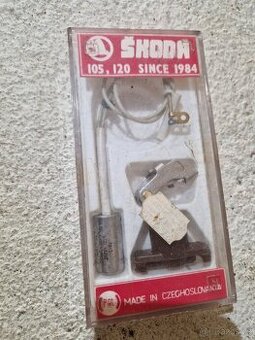 ŠKODA
105, 120 SINCE 1984
MADE IN CZECHOSLOVAKIA